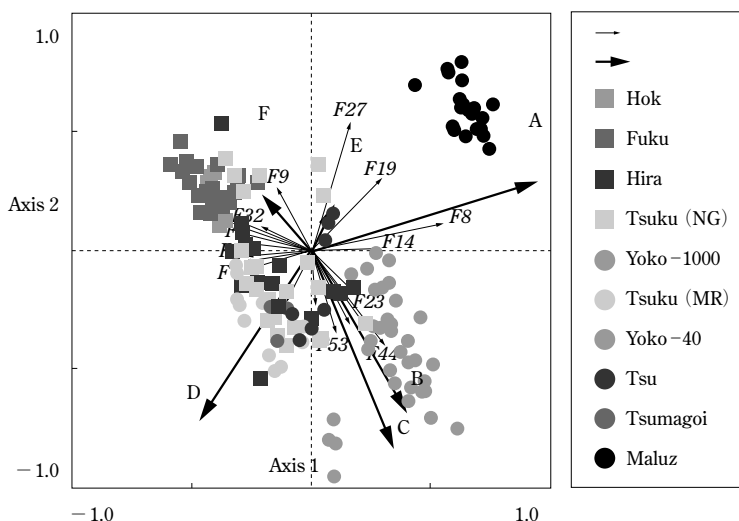 1.0
F
A
F27
E
F9
F19
Axis 2
F32
F8
F14
F
F
F
F23
F53
F44
D
B
C
Axis 1
−1.0
−1.0
1.0
Hok
Fuku
Hira
Tsuku (NG)
Yoko−1000
Tsuku (MR)
Yoko−40
Tsu
Tsumagoi
Maluz